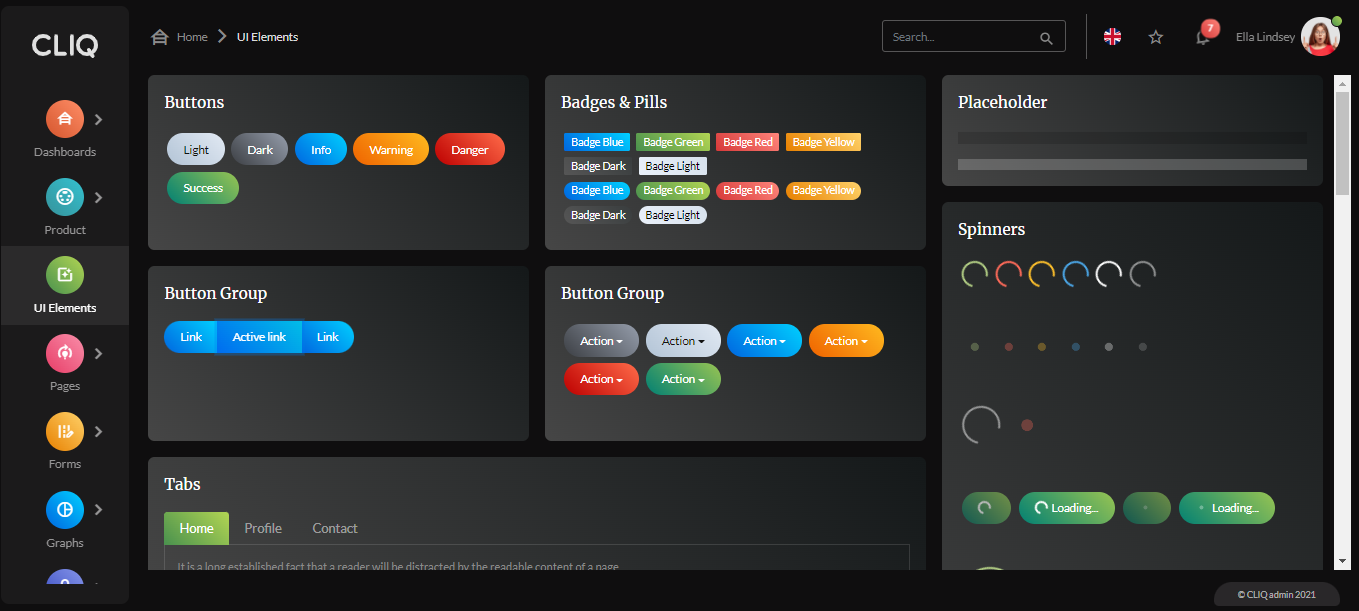 CLIQ
Home
UI Elements
Search...
7
Ella Lindsey
Dashboards
Product
UI Elements
Pages
Forms
Graphs
Buttons
Light Dark Info Warning Danger
Success
Badges & Pills
Badge Blue Badge Green Badge Red Badge Yellow
Badge Dark Badge Light
Badge Blue Badge Green Badge Red Badge Yellow
Badge Dark Badge Light
Placeholder
Button Group
Link Active link Link
Button Group
Action Action Action Action
Action Action
Spinners
Loading... Loading...
Tabs
Home Profile Contact
It is a long established fact that a reader will be distracted by the readable content of a page
© CLIQ admin 2021